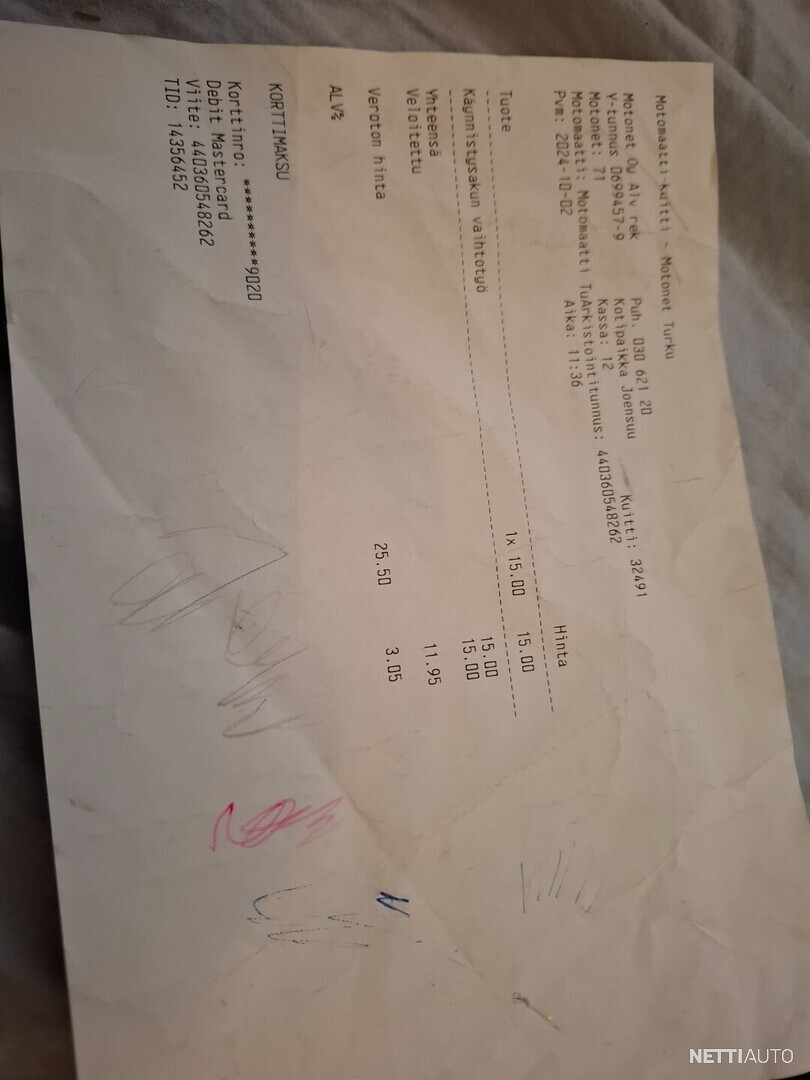 Motomaatti-kuitti - Motonet Turku
Motonet Oy Alv rek Puh. 030 621 20
Y-tunnus 0699457-9 Kotipaikka Joensuu Kuitti: 32491
Motonet: 71 Kassa: 12
Motomaatti: Motomaatti TuArkistointitunnus: 440360548262
Pvm: 2024-10-02 Aika: 11:36
Tuote Hinta
Käynnistysakun vaihtotyö 1x 15.00 15.00
Yhteensä 15.00
Veloitettu 15.00
Veroton hinta 11.95
ALV% 25.50 3.05
KORTTIMAKSU
Korttinro: ************9020
Debit Mastercard
Viite: 440360548262
TID: 14356452
NETTIAUTO